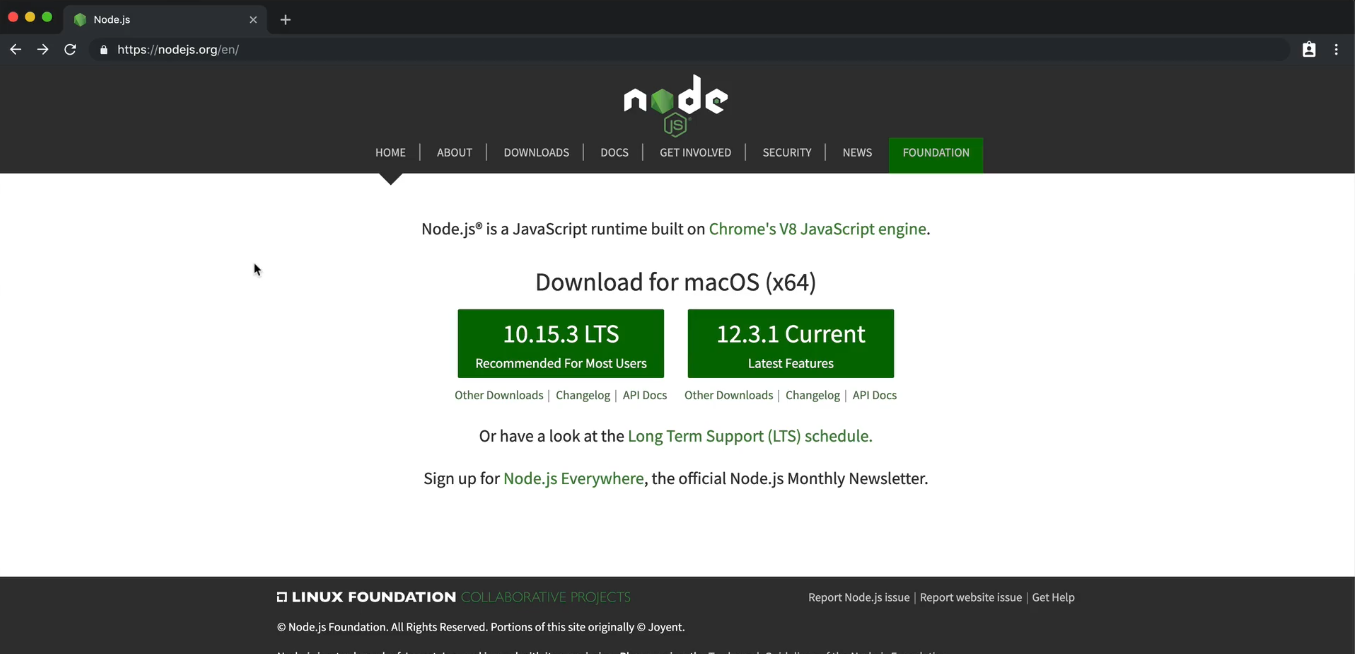 Node.js
https://nodejs.org/en/
node
JS
HOME | ABOUT | DOWNLOADS | DOCS | GET INVOLVED | SECURITY | NEWS FOUNDATION
Node.js® is a JavaScript runtime built on Chrome's V8 JavaScript engine.
Download for macOS (x64)
10.15.3 LTS
Recommended For Most Users
12.3.1 Current
Latest Features
Other Downloads | Changelog | API Docs
Other Downloads | Changelog | API Docs
Or have a look at the Long Term Support (LTS) schedule.
Sign up for Node.js Everywhere, the official Node.js Monthly Newsletter.
LINUX FOUNDATION COLLABORATIVE PROJECTS
Report Node.js issue | Report website issue | Get Help
© Node.js Foundation. All Rights Reserved. Portions of this site originally © Joyent.